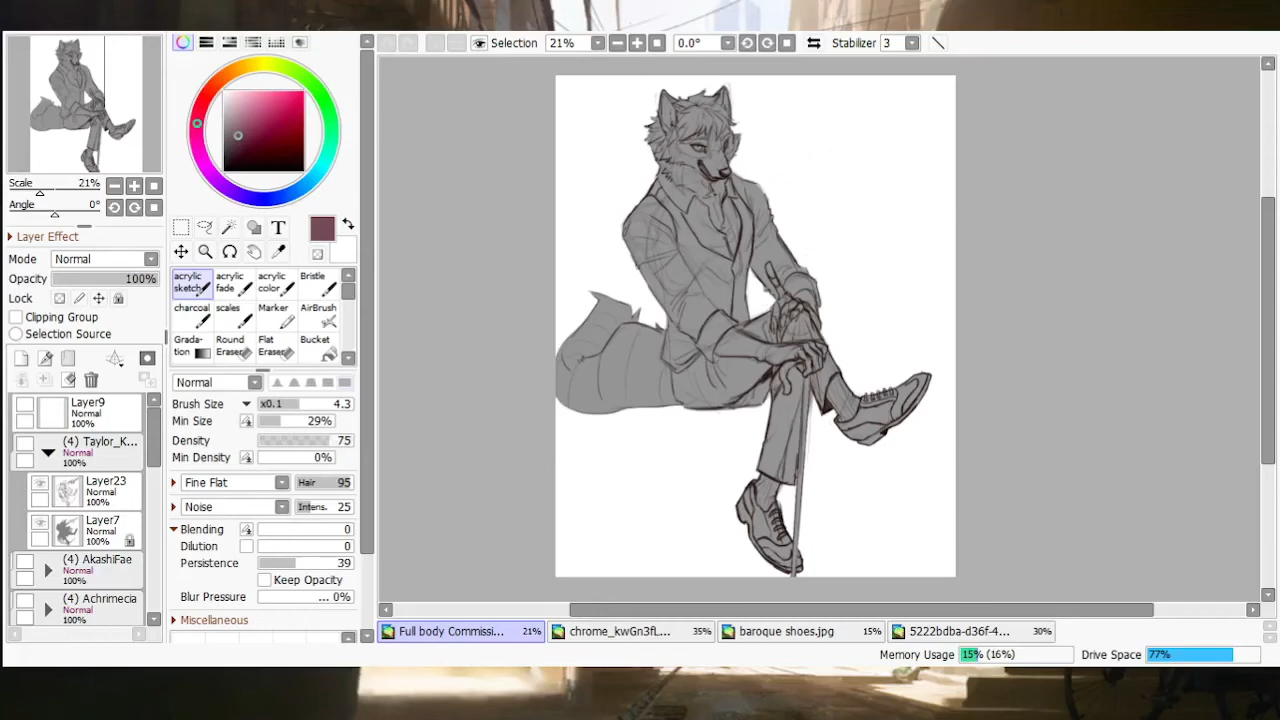 Selection
21%
0.0°
Stabilizer 3
Scale
21%
Angle
0°
Layer Effect
Mode
Normal
Opacity
100%
Lock
Clipping Group
Selection Source
Layer9
Normal
100%
(4) Taylor_K...
Normal
100%
Layer23
Normal
100%
Layer7
Normal
100%
(4) AkashiFae
Normal
100%
(4) Achrimecia
Normal
100%
T
acrylic sketch
acrylic fade
acrylic color
Bristle
charcoal
scales
Marker
AirBrush
Grada-tion
Round Eraser
Flat Eraser
Bucket
Normal
Brush Size
x0.1
4.3
Min Size
29%
Density
75
Min Density
0%
Fine Flat
Hair
95
Noise
Intens.
25
Blending
0
Dilution
0
Persistence
39
Keep Opacity
Blur Pressure
... 0%
Miscellaneous
Full body Commissi...
21%
chrome_kwGn3fL...
35%
baroque shoes.jpg
15%
5222bdba-d36f-4...
30%
Memory Usage
15% (16%)
Drive Space
77%